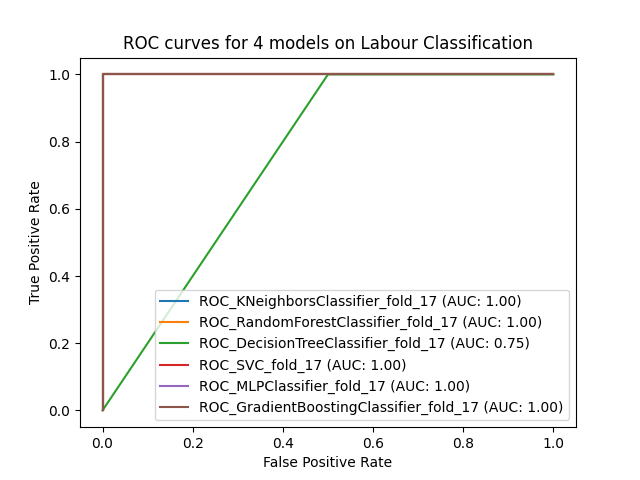 ROC curves for 4 models on Labour Classification
True Positive Rate
1.0
0.8
0.6
0.4
0.2
0.0
ROC_KNeighborsClassifier_fold_17 (AUC: 1.00)
ROC_RandomForestClassifier_fold_17 (AUC: 1.00)
ROC_DecisionTreeClassifier_fold_17 (AUC: 0.75)
ROC_SVC_fold_17 (AUC: 1.00)
ROC_MLPClassifier_fold_17 (AUC: 1.00)
ROC_GradientBoostingClassifier_fold_17 (AUC: 1.00)
0.0 0.2 0.4 0.6 0.8 1.0
False Positive Rate